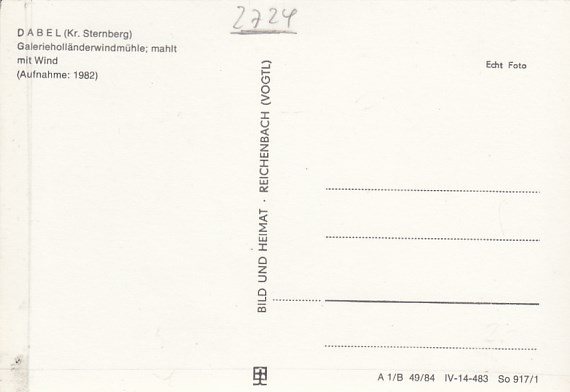 2724
D A B E L (Kr. Sternberg)
Galerieholländerwindmühle; mahlt
mit Wind
(Aufnahme: 1982)
Echt Foto
BILD UND HEIMAT · REICHENBACH (VOGTL)
A 1/B 49/84 IV-14-483 So 917/1